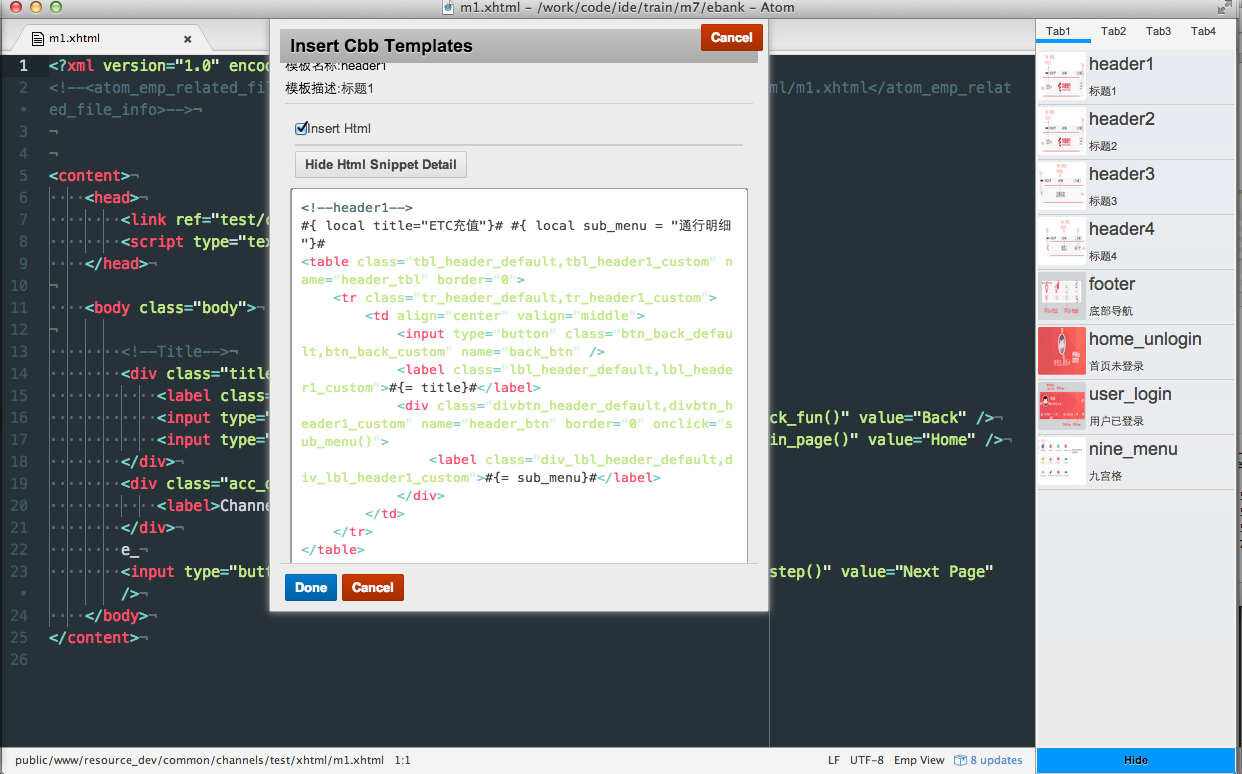 m1.xhtml – /work/code/ide/train/m7/ebank – Atom
m1.xhtml
1 <?xml version="1.0" enco
2 <!--<atom_emp_related_fi
ml/m1.xhtml</atom_emp_relat
ed_file_info>-->¬
3 ¬
4 ¬
5 <content>¬
6 <head>¬
7 <link ref="test/
8 <script type="te
9 </head>¬
10 ¬
11 <body class="body">¬
12 ¬
13 <!--Title-->¬
14 <div class="title
15 <label class=
16 <input type="
ck_fun()" value="Back" />¬
17 <input type="
in_page()" value="Home" />¬
18 </div>¬
19 <div class="acc_
20 <label>Channe
21 </div>¬
22 e_¬
23 <input type="butt
step()" value="Next Page"
/>¬
24 </body>¬
25 </content>¬
26
Insert Cbb Templates
Cancel
模板名称:header1
模板描述:标题1
Insert Html
Hide Html Snippet Detail
<!--header1-->
#{ local title="ETC充值"}# #{ local sub_menu = "通行明细
"}#
<table class="tbl_header_default,tbl_header1_custom" n
ame="header_tbl" border="0">
<tr class="tr_header_default,tr_header1_custom">
<td align="center" valign="middle">
<input type="button" class="btn_back_defau
lt,btn_back_custom" name="back_btn" />
<label class="lbl_header_default,lbl_heade
r1_custom">#{= title}#</label>
<div class="divbtn_header_default,divbtn_h
eader1_custom" name="header_btn" border="0" onclick="s
ub_menu()">
<label class="div_lbl_header_default,d
iv_lbl_header1_custom">#{= sub_menu}#</label>
</div>
</td>
</tr>
</table>
Done
Cancel
Tab1 Tab2 Tab3 Tab4
header1
标题1
header2
标题2
header3
标题3
header4
标题4
footer
底部导航
home_unlogin
首页未登录
user_login
用户已登录
nine_menu
九宫格
Hide
public/www/resource_dev/common/channels/test/xhtml/m1.xhtml 1:1
LF UTF-8 Emp View 8 updates